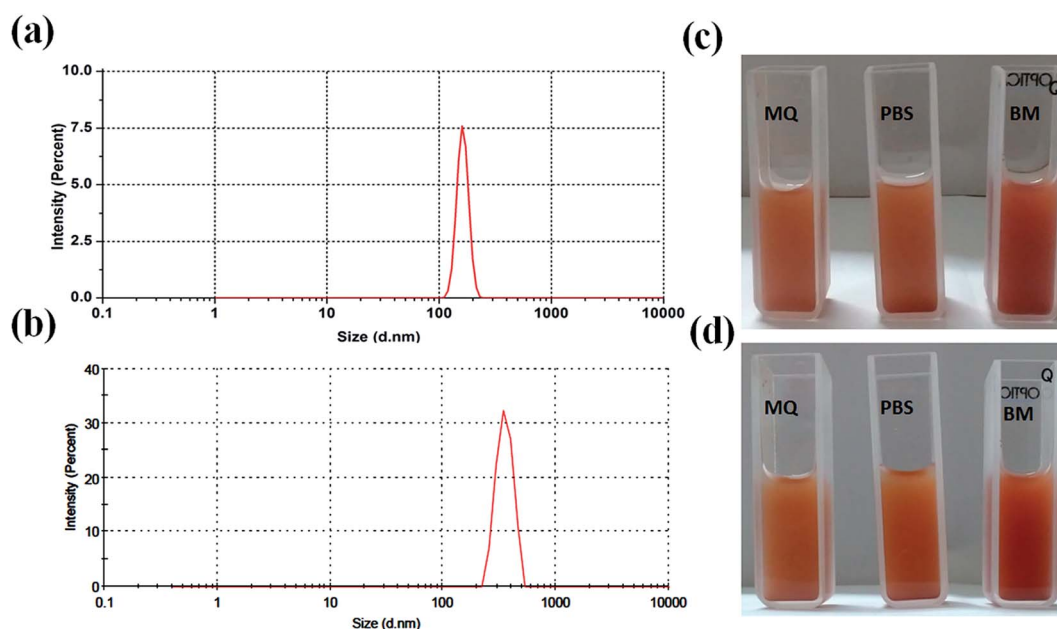 (a)
10.0
7.5
5.0
2.5
0.0
Intensity (Percent)
0.1 1 10 100 1000 10000
Size (d.nm)
(b)
40
30
20
10
0
Intensity (Percent)
0.1 1 10 100 1000 10000
Size (d.nm)
(c)
MQ PBS BM
OPTIC Q
(d)
MQ PBS BM
OPTIC Q